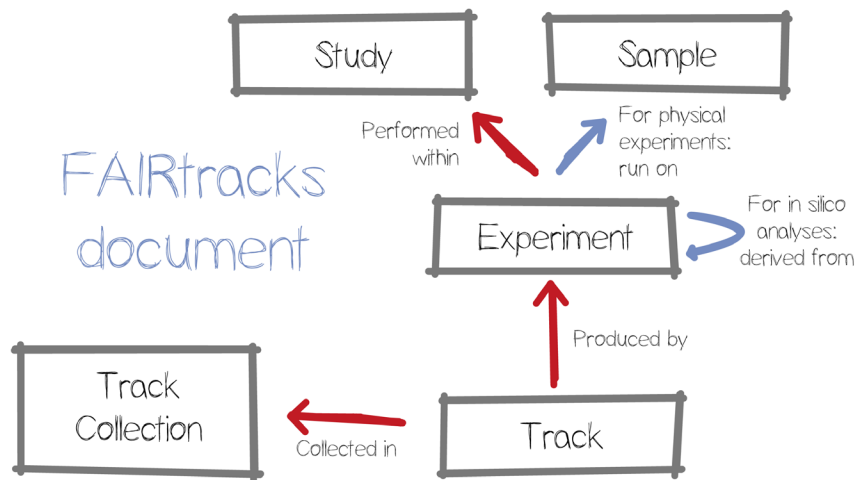 Study
Sample
Performed
within
For physical
experiments:
run on
FAIRtracks
document
Experiment
For in silico
analyses:
derived from
Produced by
Track
Collection
Collected in
Track